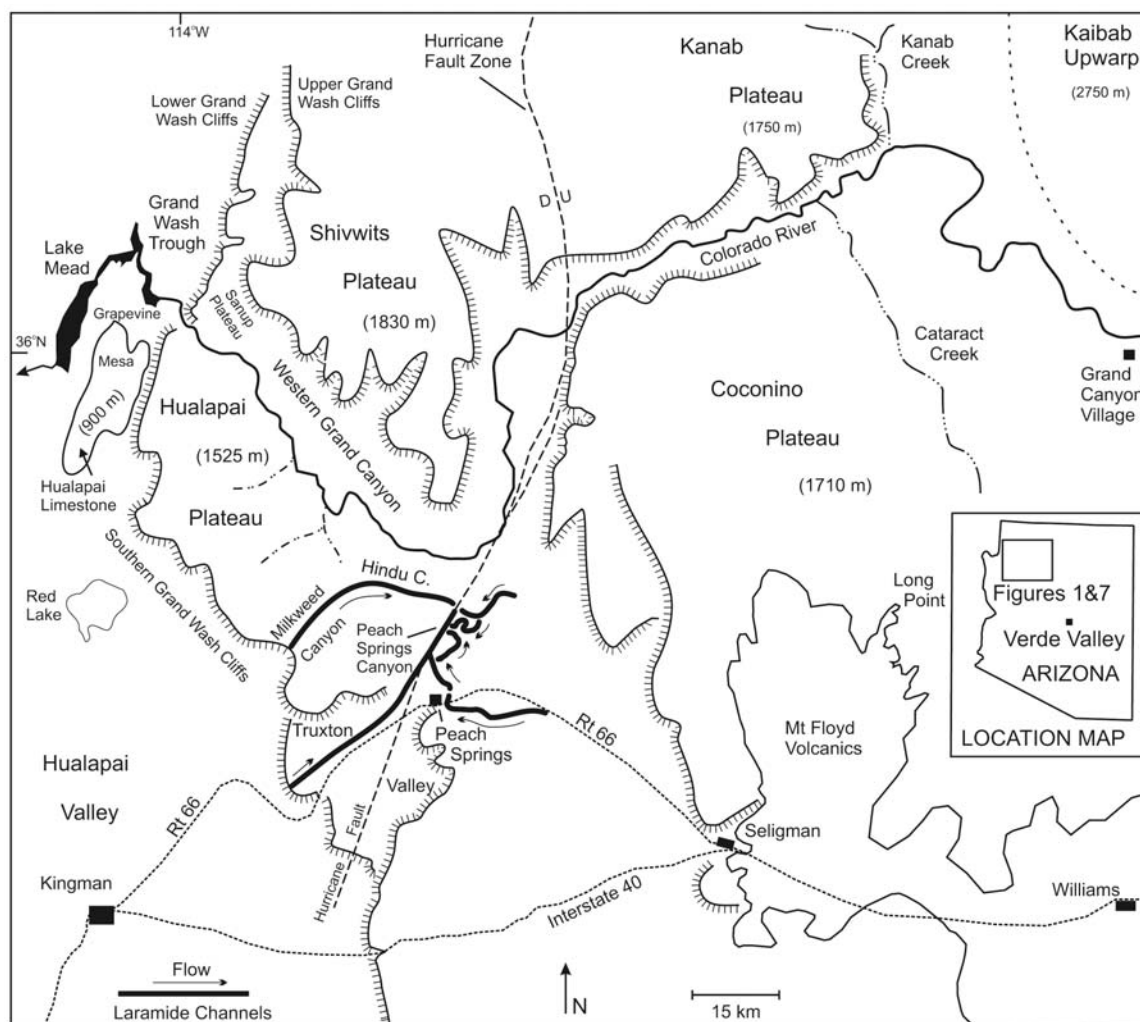 114°W
Hurricane
Fault Zone
Kanab
Plateau
(1750 m)
Kanab
Creek
Kaibab
Upwarp
(2750 m)
Upper Grand
Wash Cliffs
Lower Grand
Wash Cliffs
Grand
Wash
Trough
Lake
Mead
Shivwits
Plateau
(1830 m)
D U
Colorado River
Sanup
Plateau
Grapevine
Mesa
(900 m)
36°N
Hualapai
(1525 m)
Plateau
Western Grand Canyon
Cataract
Creek
Grand
Canyon
Village
Coconino
Plateau
(1710 m)
Hualapai
Limestone
Southern Grand Wash Cliffs
Red
Lake
Hindu C.
Milkweed
Canyon
Peach
Springs
Canyon
Long
Point
Figures 1&7
Verde Valley
ARIZONA
LOCATION MAP
Truxton
Valley
Peach
Springs
Rt 66
Mt Floyd
Volcanics
Hualapai
Valley
Rt 66
Hurricane
Fault
Seligman
Kingman
Interstate 40
Williams
Flow
Laramide Channels
N
15 km